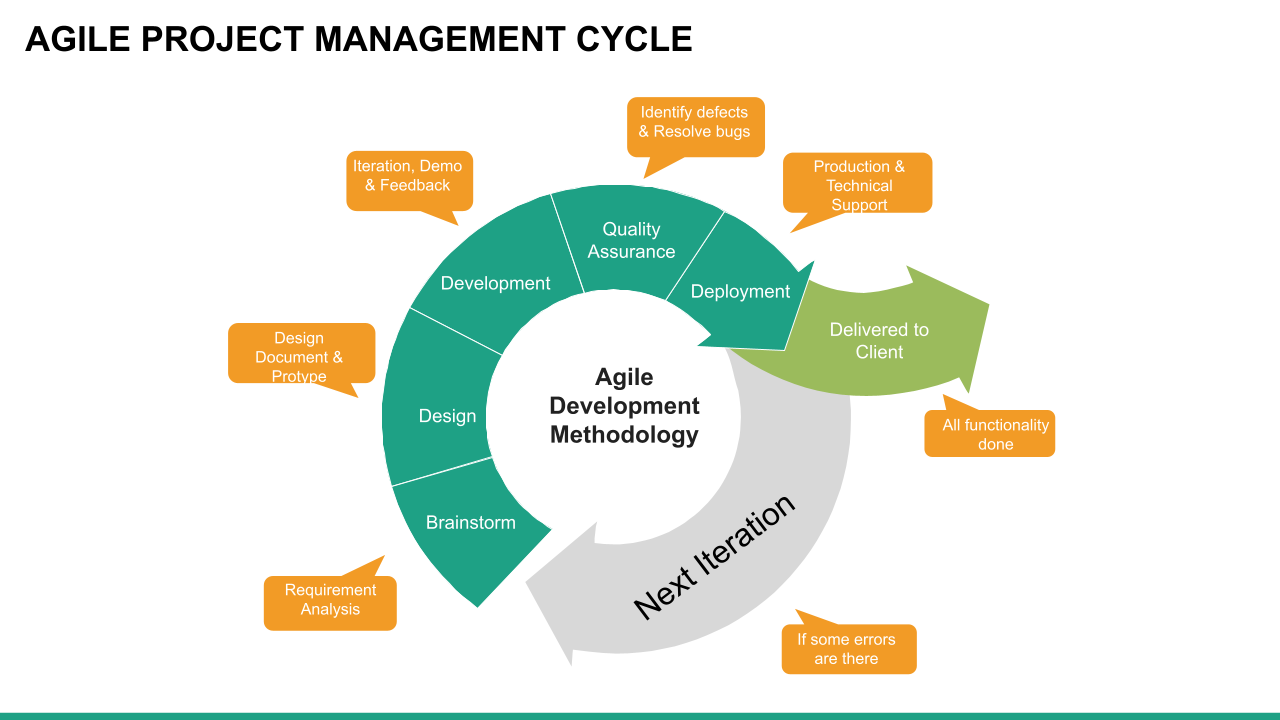 AGILE PROJECT MANAGEMENT CYCLE
Identify defects
& Resolve bugs
Iteration, Demo
& Feedback
Production &
Technical
Support
Quality
Assurance
Development
Deployment
Delivered to
Client
Design
Document &
Protype
Agile
Development
Methodology
Design
All functionality
done
Brainstorm
Next Iteration
Requirement
Analysis
If some errors
are there